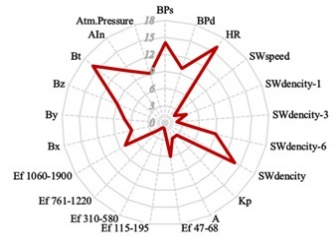 BPs
BPd
HR
SWspeed
SWdencity-1
SWdencity-3
SWdencity-6
SWdencity
Kp
A
Ef 47-68
Ef 115-195
Ef 310-580
Ef 761-1220
Ef 1060-1900
Bx
By
Bz
Bt
AIn
Atm.Pressure
18
15
12
9
6
3
0